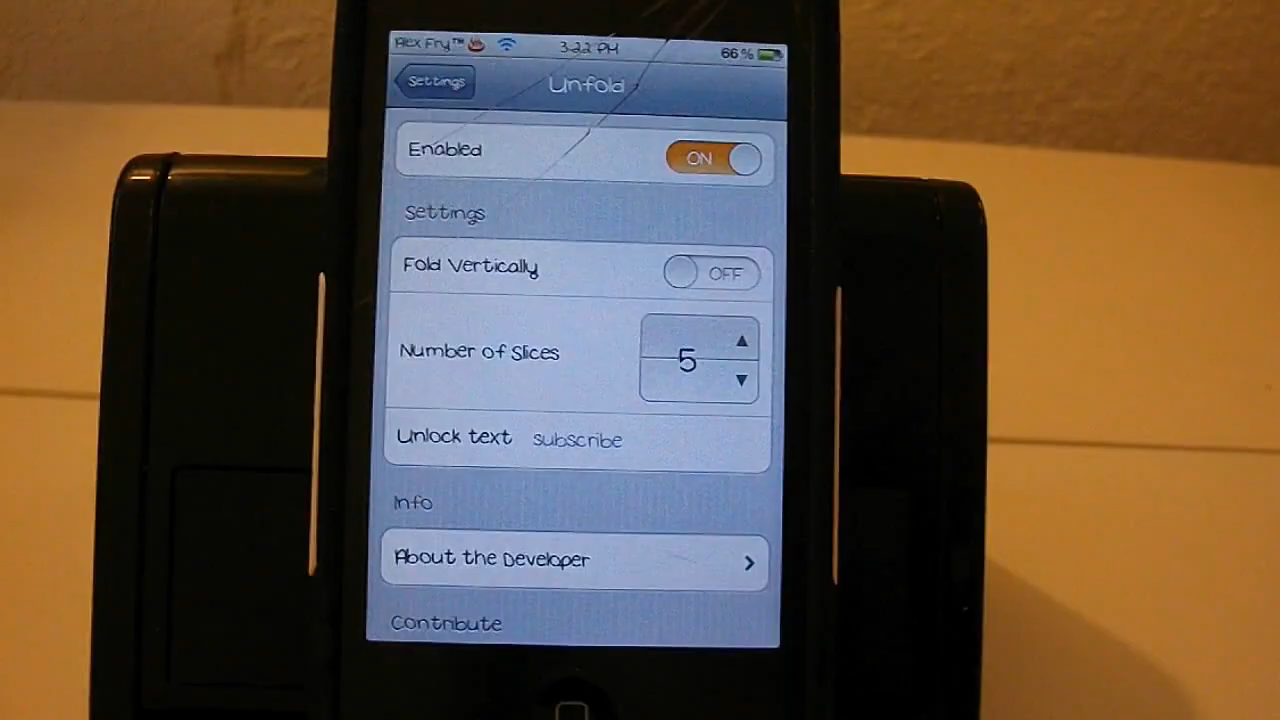 Alex Fry™♨ 3:22 PM 66%
Settings Unfold
Enabled ON
Settings
Fold Vertically OFF
Number of Slices 5 ▲ ▼
Unlock text subscribe
Info
About the Developer >
Contribute